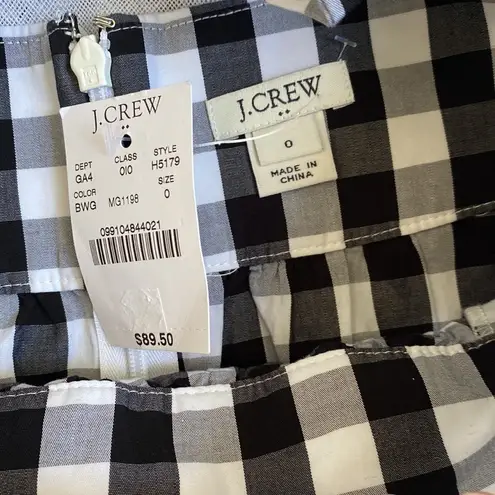 J.CREW
DEPT CLASS STYLE
GA4 010 H5179
COLOR SIZE
BWG MG1198 0
099104844021
$89.50
J.CREW
0
MADE IN
CHINA